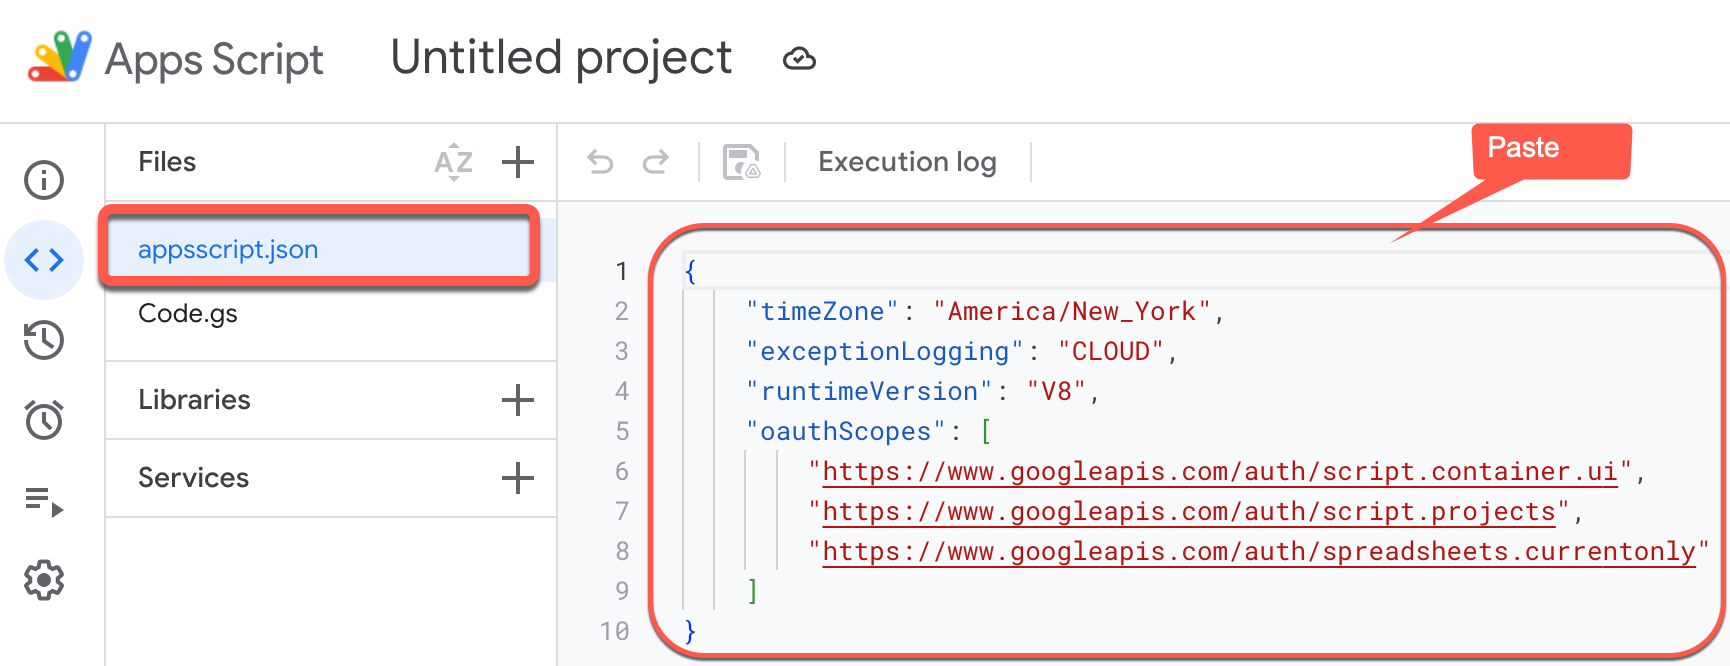 Apps Script Untitled project
Files AZ Execution log
Paste
appsscript.json
Code.gs
Libraries
Services
1 {
2 "timeZone": "America/New_York",
3 "exceptionLogging": "CLOUD",
4 "runtimeVersion": "V8",
5 "oauthScopes": [
6 "https://www.googleapis.com/auth/script.container.ui",
7 "https://www.googleapis.com/auth/script.projects",
8 "https://www.googleapis.com/auth/spreadsheets.currentonly"
9 ]
10 }